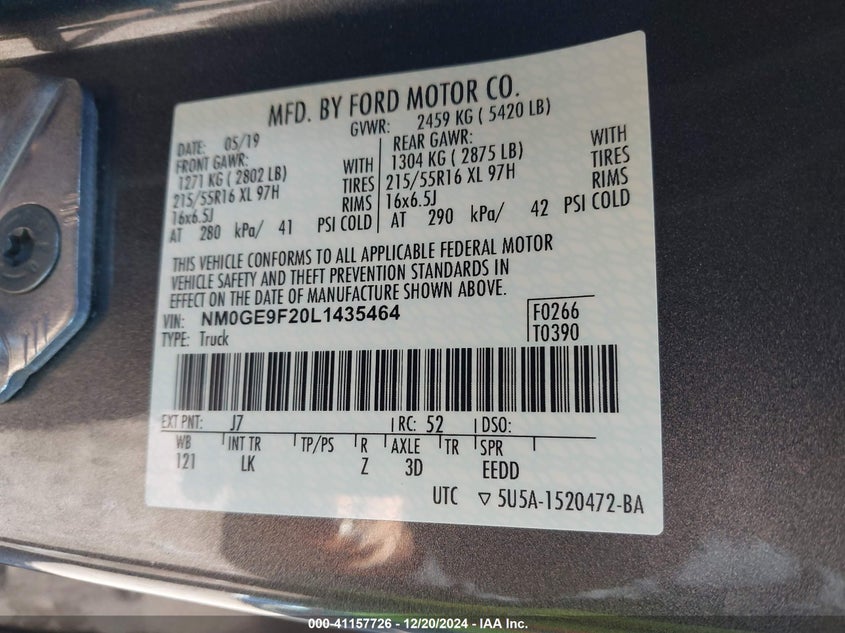 MFD. BY FORD MOTOR CO.
DATE: 05/19
GVWR: 2459 KG ( 5420 LB)
FRONT GAWR:
1271 KG ( 2802 LB) WITH
215/55R16 XL 97H TIRES
16x6.5J RIMS
AT 280 kPa/ 41 PSI COLD
REAR GAWR:
1304 KG ( 2875 LB) WITH
215/55R16 XL 97H TIRES
16x6.5J RIMS
AT 290 kPa/ 42 PSI COLD
THIS VEHICLE CONFORMS TO ALL APPLICABLE FEDERAL MOTOR
VEHICLE SAFETY AND THEFT PREVENTION STANDARDS IN
EFFECT ON THE DATE OF MANUFACTURE SHOWN ABOVE.
VIN: NM0GE9F20L1435464
TYPE: Truck
F0266
T0390
EXT PNT: J7 RC: 52 DSO:
WB INT TR TP/PS R AXLE TR SPR
121 LK Z 3D EEDD
UTC ▽ 5U5A-1520472-BA
000-41157726 - 12/20/2024 - IAA, Inc.